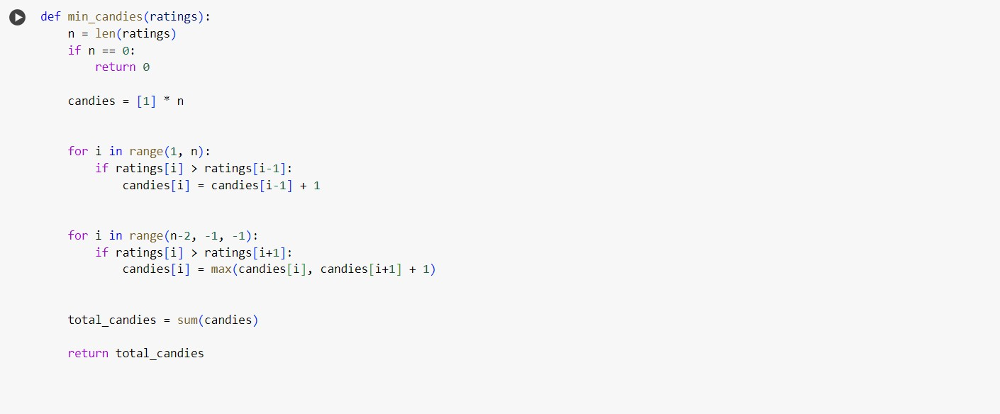 def min_candies(ratings):
    n = len(ratings)
    if n == 0:
        return 0

    candies = [1] * n


    for i in range(1, n):
        if ratings[i] > ratings[i-1]:
            candies[i] = candies[i-1] + 1


    for i in range(n-2, -1, -1):
        if ratings[i] > ratings[i+1]:
            candies[i] = max(candies[i], candies[i+1] + 1)


    total_candies = sum(candies)

    return total_candies